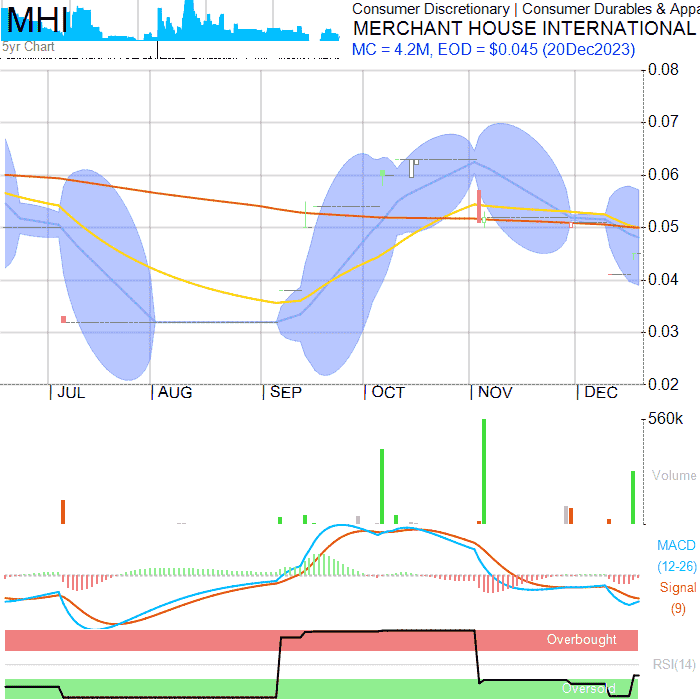 MHI
5yr Chart
Consumer Discretionary | Consumer Durables & Appa
MERCHANT HOUSE INTERNATIONAL
MC = 4.2M, EOD = $0.045 (20Dec2023)
0.08
0.07
0.06
0.05
0.04
0.03
0.02
JUL AUG SEP OCT NOV DEC
560k
Volume
MACD
(12-26)
Signal
(9)
Overbought
RSI(14)
Oversold